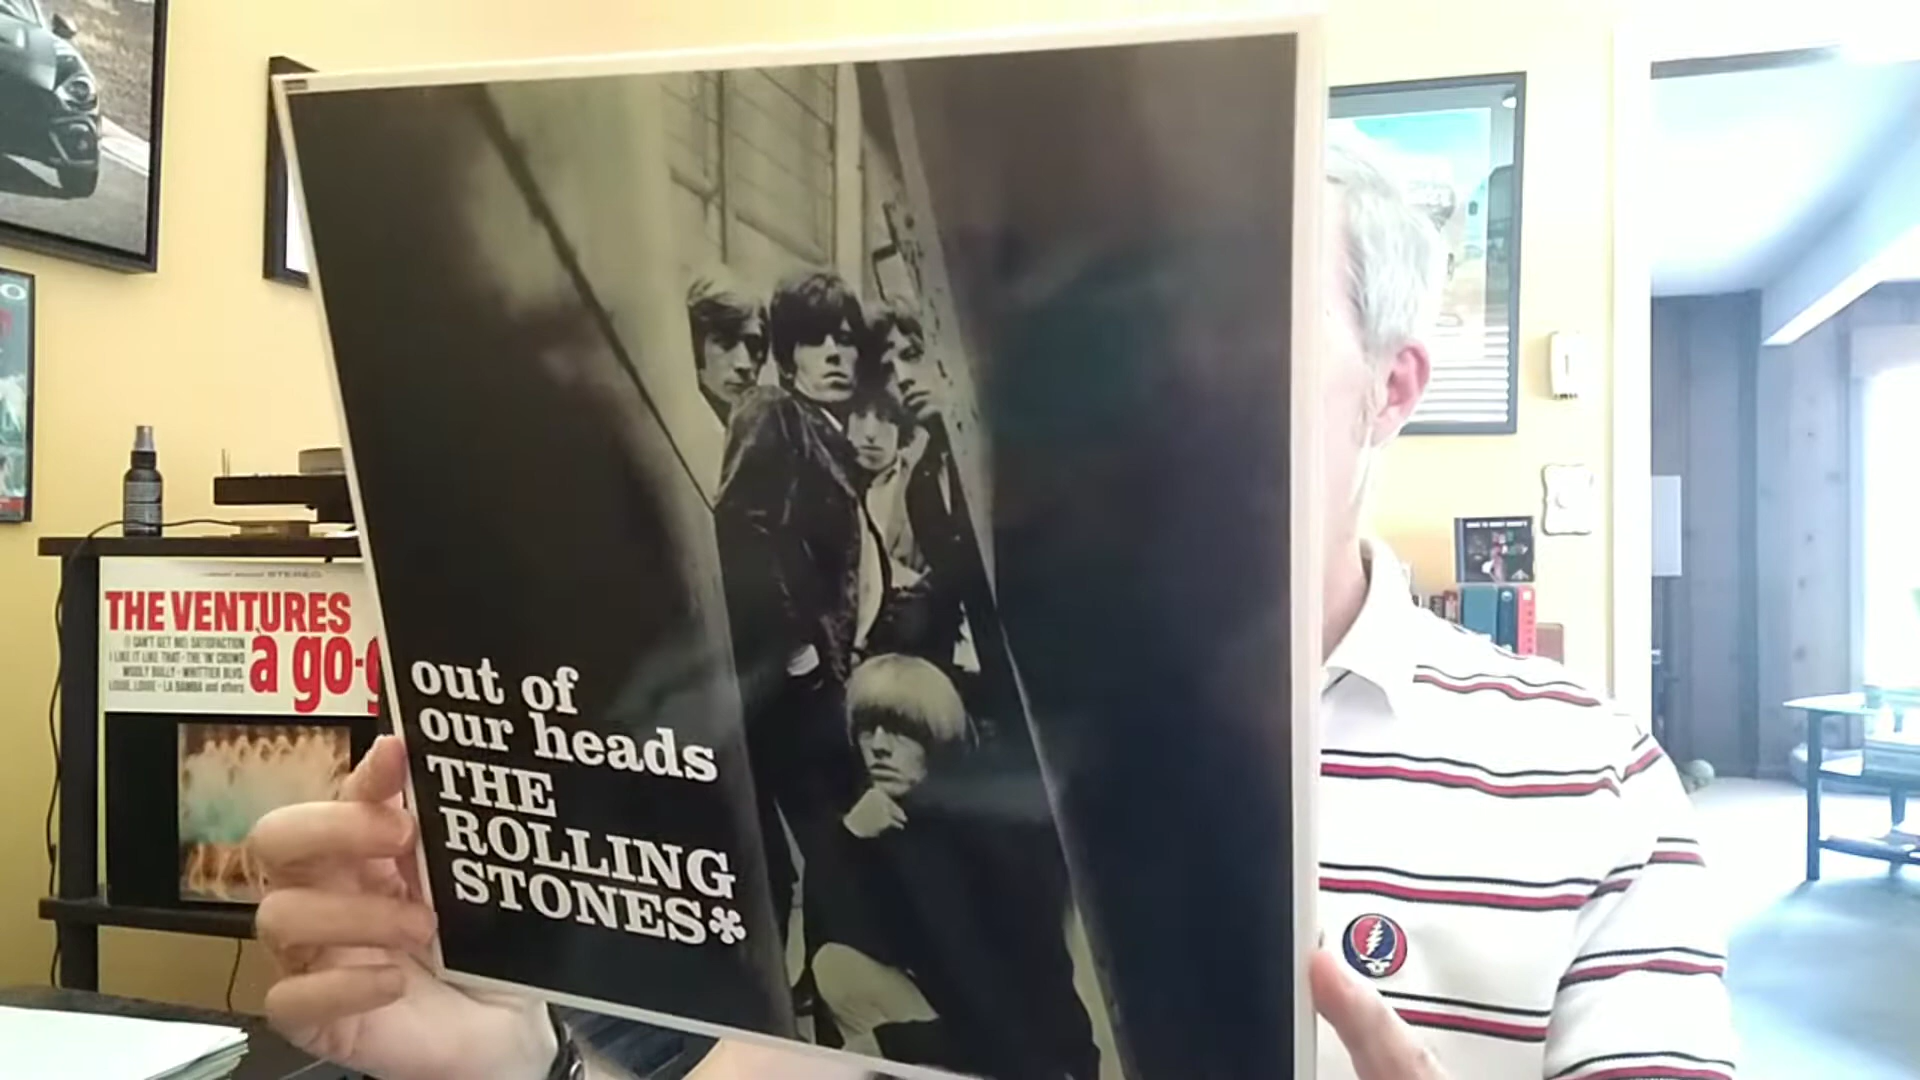 STEREO
THE VENTURES
(I CAN'T GET NO) SATISFACTION
I LIKE IT LIKE THAT - THE "IN" CROWD
WOOLY BULLY - WHITTIER BLVD.
LOUIE, LOUIE - LA BAMBA and others
a go-g
out of
our heads
THE
ROLLING
STONES*